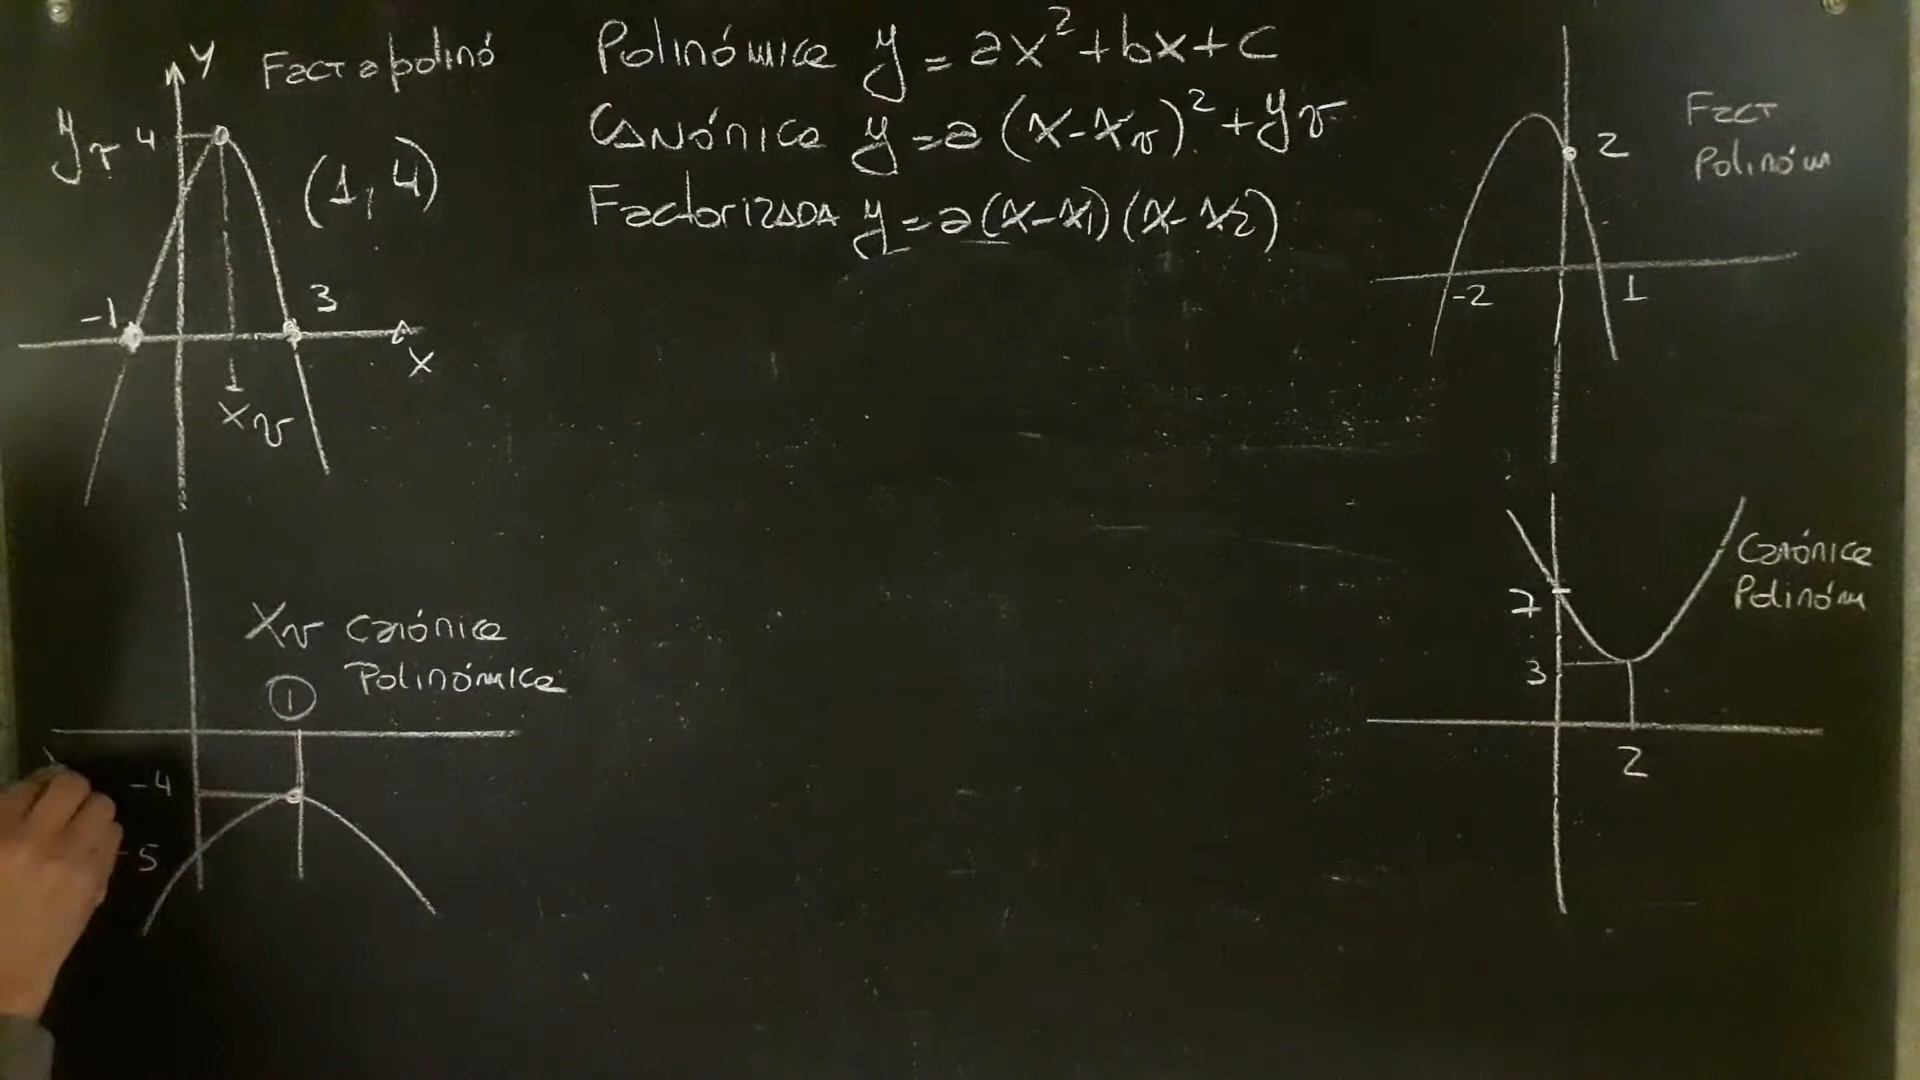 y
Fact a polinó
yv 4
(1, 4)
-1
3
x
1
xv
Polinómica y = ax² + bx + c
Canónica y = a (x - xv)² + yv
Factorizada y = a (x - x1) (x - x2)
Fact
Polinóm
2
-2
1
Xv Canónica
Polinómica
1
-4
-5
Canónica
Polinóm
7
3
2